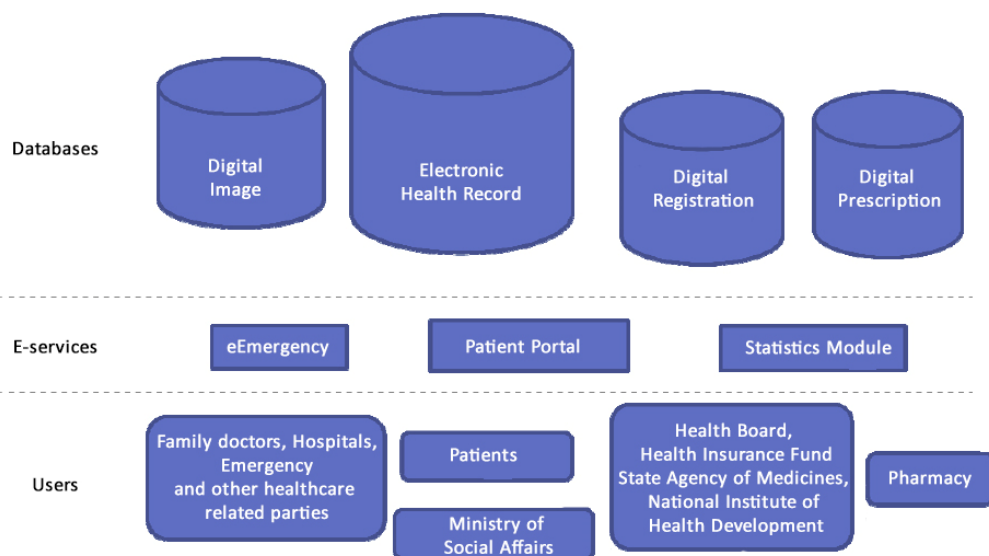 Databases
Digital
Image
Electronic
Health Record
Digital
Registration
Digital
Prescription
E-services
eEmergency
Patient Portal
Statistics Module
Users
Family doctors, Hospitals,
Emergency
and other healthcare
related parties
Patients
Ministry of
Social Affairs
Health Board,
Health Insurance Fund
State Agency of Medicines,
National Institute of
Health Development
Pharmacy